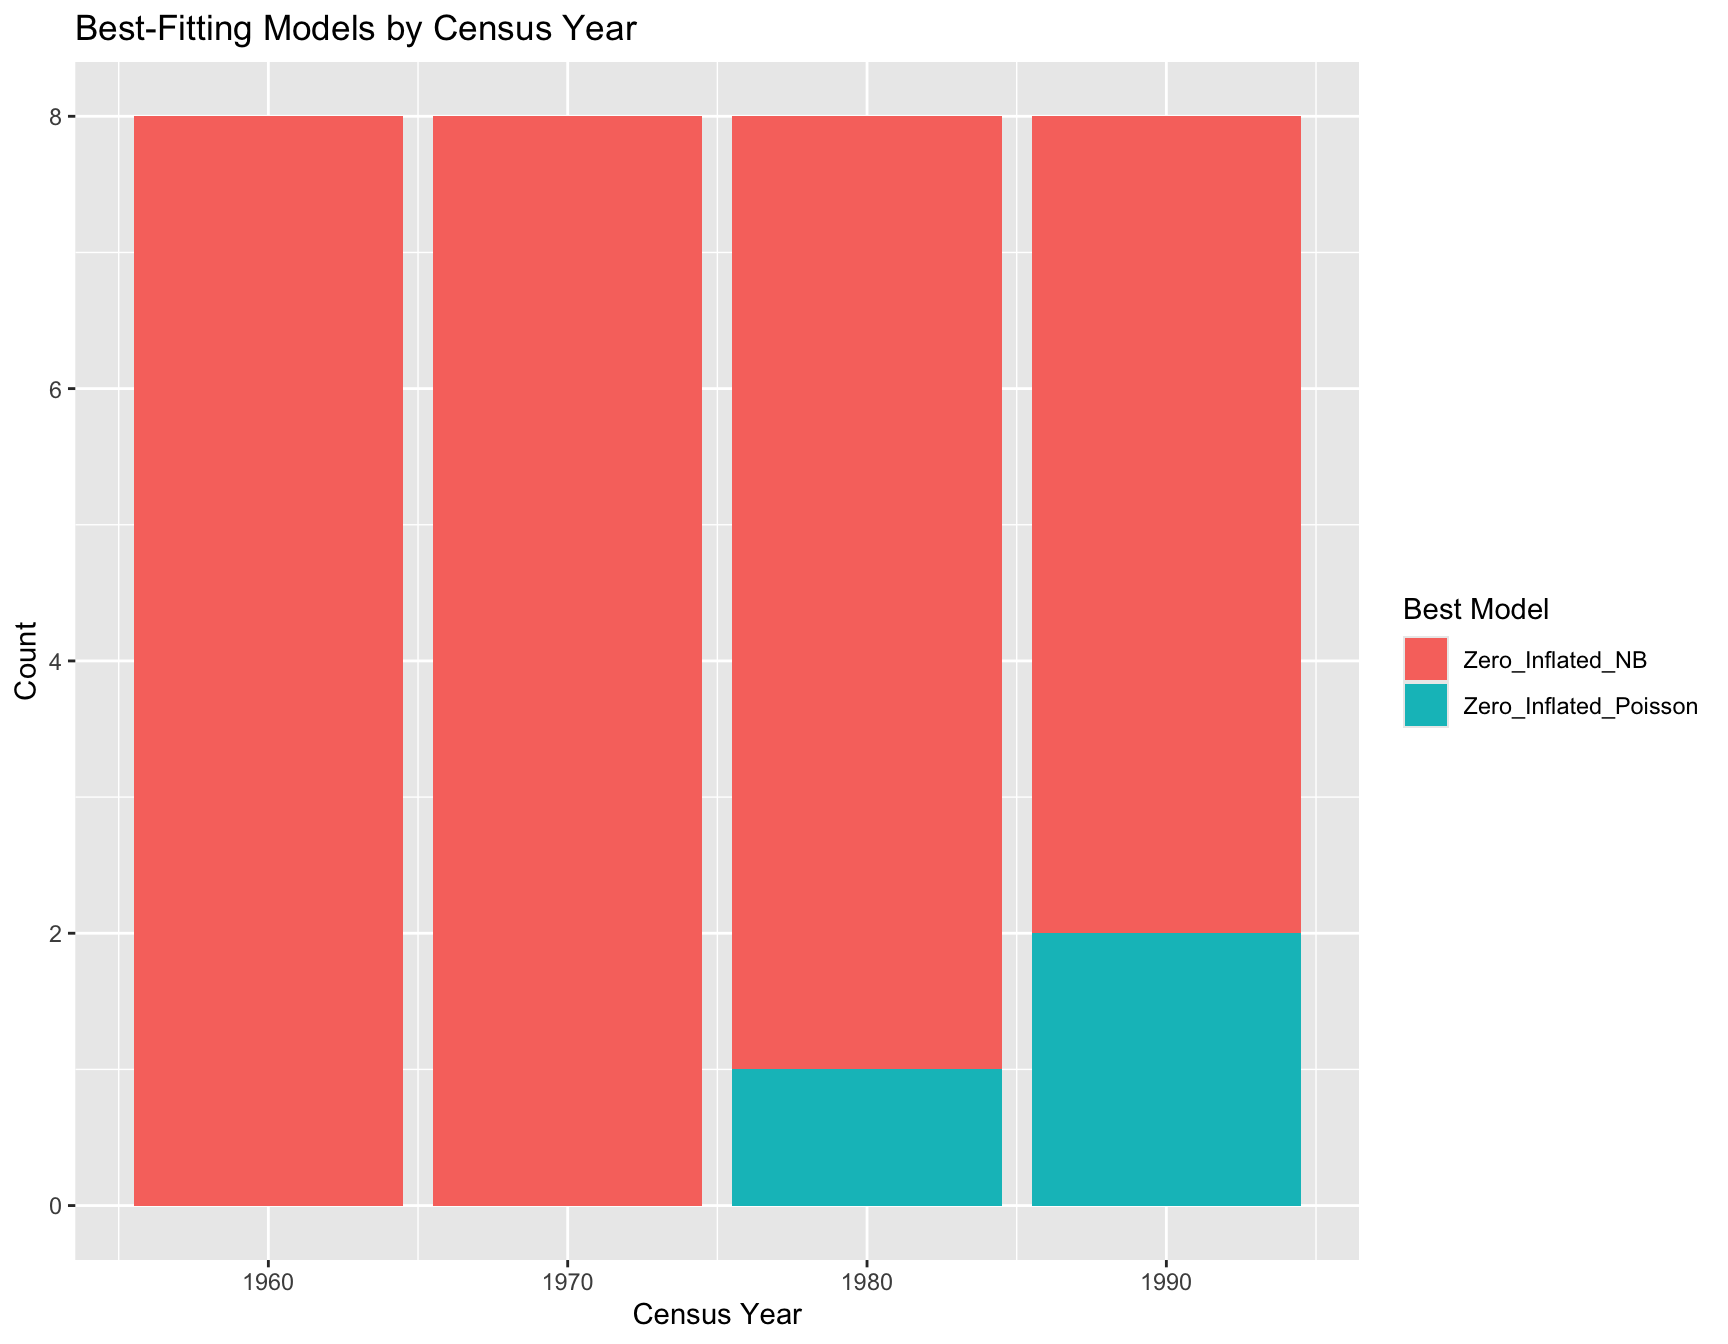 Best-Fitting Models by Census Year
8
6
4
2
0
Count
1960 1970 1980 1990
Census Year
Best Model
Zero_Inflated_NB
Zero_Inflated_Poisson